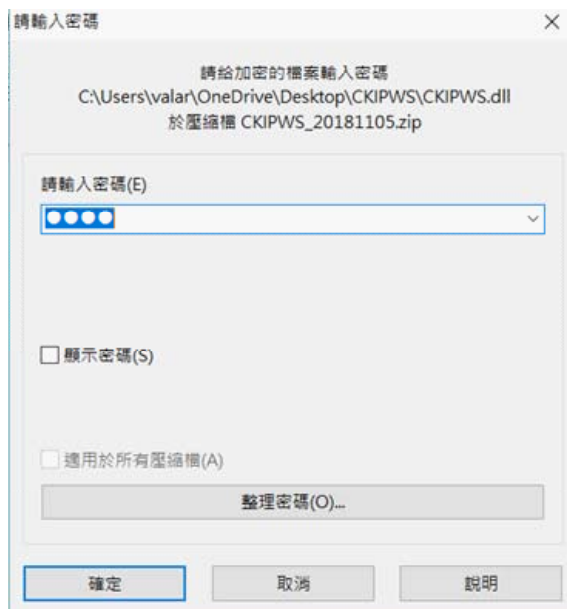 請輸入密碼
請給加密的檔案輸入密碼
C:\Users\valar\OneDrive\Desktop\CKIPWS\CKIPWS.dll
於壓縮檔 CKIPWS_20181105.zip
請輸入密碼(E)
●●●●
顯示密碼(S)
適用於所有壓縮檔(A)
整理密碼(O)...
確定
取消
說明